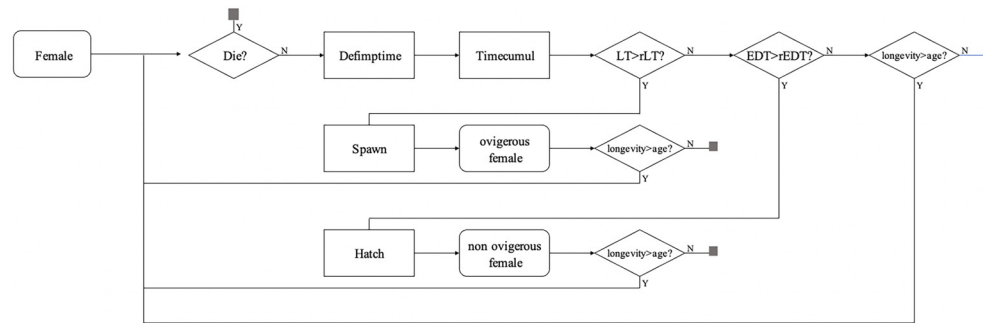 Y
Female
Die?
N
Defimptime
Timecumul
LT>rLT?
N
EDT>rEDT?
N
longevity>age?
N
Y
Y
Y
Spawn
ovigerous
female
longevity>age?
N
Y
Hatch
non ovigerous
female
longevity>age?
N
Y